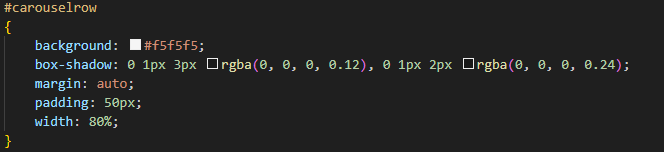 #carouselrow
{
background: #f5f5f5;
box-shadow: 0 1px 3px rgba(0, 0, 0, 0.12), 0 1px 2px rgba(0, 0, 0, 0.24);
margin: auto;
padding: 50px;
width: 80%;
}